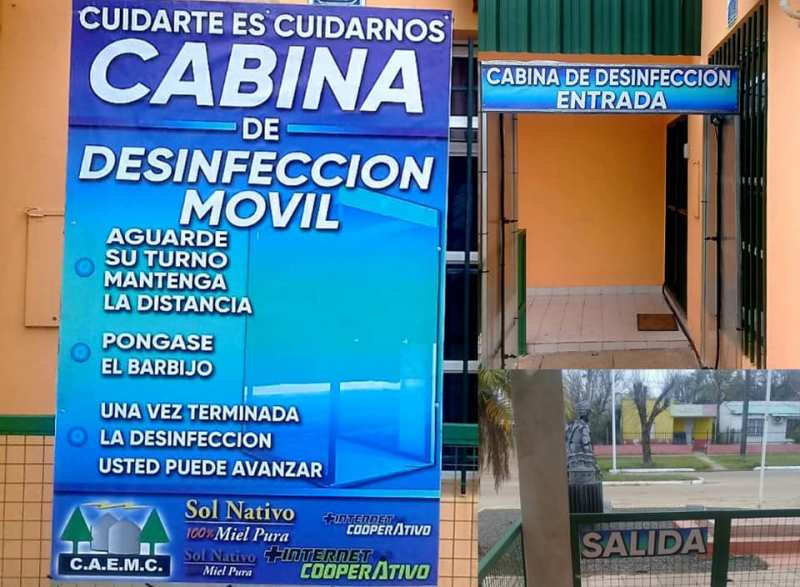 CUIDARTE ES CUIDARNOS
CABINA
DE
DESINFECCION
MOVIL
AGUARDE
SU TURNO
MANTENGA
LA DISTANCIA
PONGASE
EL BARBIJO
UNA VEZ TERMINADA
LA DESINFECCION
USTED PUEDE AVANZAR
C.A.E.M.C.
Sol Nativo
100% Miel Pura
Sol Nativo
Miel Pura
+INTERNET
COOPERATIVO
+INTERNET
COOPERATIVO
CABINA DE DESINFECCIÓN
ENTRADA
SALIDA